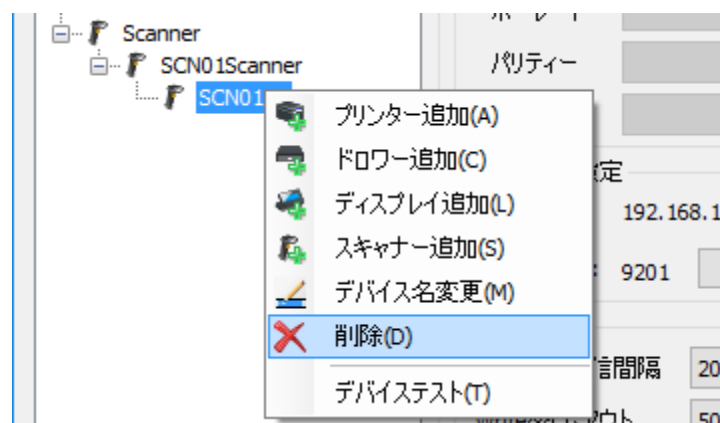 Scanner
SCN01Scanner
SCN01
パリティー
プリンター追加(A)
ドロワー追加(C)
ディスプレイ追加(L)
スキャナー追加(S)
デバイス名変更(M)
削除(D)
デバイステスト(T)
定
192.168.1
: 9201
信間隔
20
50